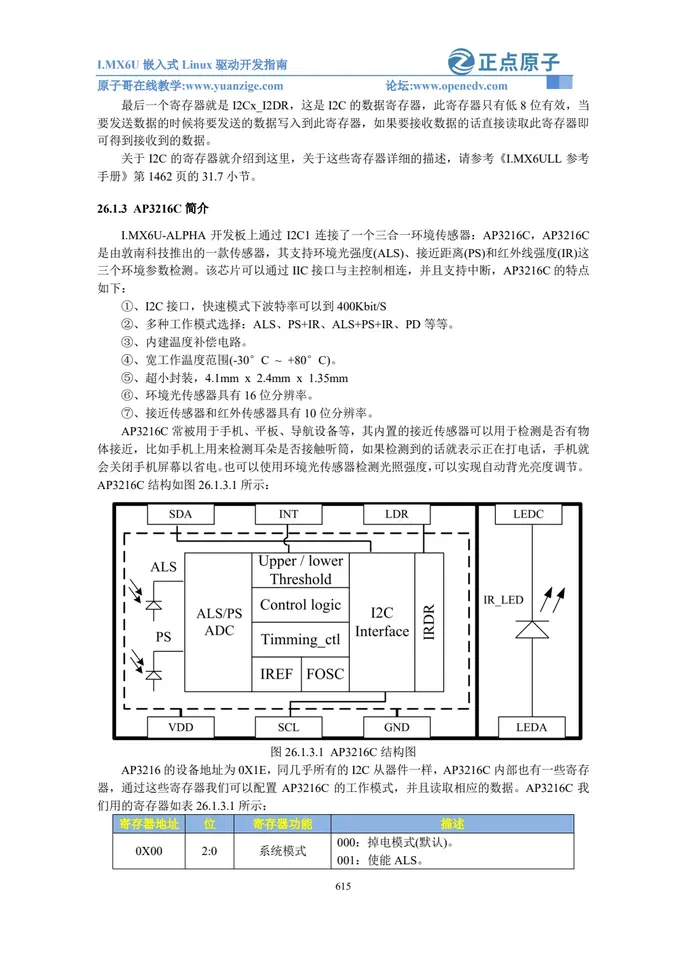 I.MX6U 嵌入式 Linux 驱动开发指南
正点原子
原子哥在线教学:www.yuanzige.com
论坛:www.openedv.com
最后一个寄存器就是 I2Cx_I2DR，这是 I2C 的数据寄存器，此寄存器只有低 8 位有效，当
要发送数据的时候将要发送的数据写入到此寄存器，如果要接收数据的话直接读取此寄存器即
可得到接收到的数据。
关于 I2C 的寄存器就介绍到这里，关于这些寄存器详细的描述，请参考《I.MX6ULL 参考
手册》第 1462 页的 31.7 小节。
26.1.3 AP3216C 简介
I.MX6U-ALPHA 开发板上通过 I2C1 连接了一个三合一环境传感器：AP3216C，AP3216C
是由敦南科技推出的一款传感器，其支持环境光强度(ALS)、接近距离(PS)和红外线强度(IR)这
三个环境参数检测。该芯片可以通过 IIC 接口与主控制相连，并且支持中断，AP3216C 的特点
如下：
①、I2C 接口，快速模式下波特率可以到 400Kbit/S
②、多种工作模式选择：ALS、PS+IR、ALS+PS+IR、PD 等等。
③、内建温度补偿电路。
④、宽工作温度范围(-30°C ~ +80°C)。
⑤、超小封装，4.1mm x 2.4mm x 1.35mm
⑥、环境光传感器具有 16 位分辨率。
⑦、接近传感器和红外传感器具有 10 位分辨率。
AP3216C 常被用于手机、平板、导航设备等，其内置的接近传感器可以用于检测是否有物
体接近，比如手机上用来检测耳朵是否接触听筒，如果检测到的话就表示正在打电话，手机就
会关闭手机屏幕以省电。也可以使用环境光传感器检测光照强度，可以实现自动背光亮度调节。
AP3216C 结构如图 26.1.3.1 所示：
SDA
INT
LDR
LEDC
ALS
PS
ALS/PS
ADC
Upper / lower
Threshold
Control logic
Timming_ctl
IREF
FOSC
I2C
Interface
IRDR
IR_LED
VDD
SCL
GND
LEDA
图 26.1.3.1 AP3216C 结构图
AP3216 的设备地址为 0X1E，同几乎所有的 I2C 从器件一样，AP3216C 内部也有一些寄存
器，通过这些寄存器我们可以配置 AP3216C 的工作模式，并且读取相应的数据。AP3216C 我
们用的寄存器如表 26.1.3.1 所示：
寄存器地址 位 寄存器功能 描述
0X00 2:0 系统模式
000：掉电模式(默认)。
001：使能 ALS。
615